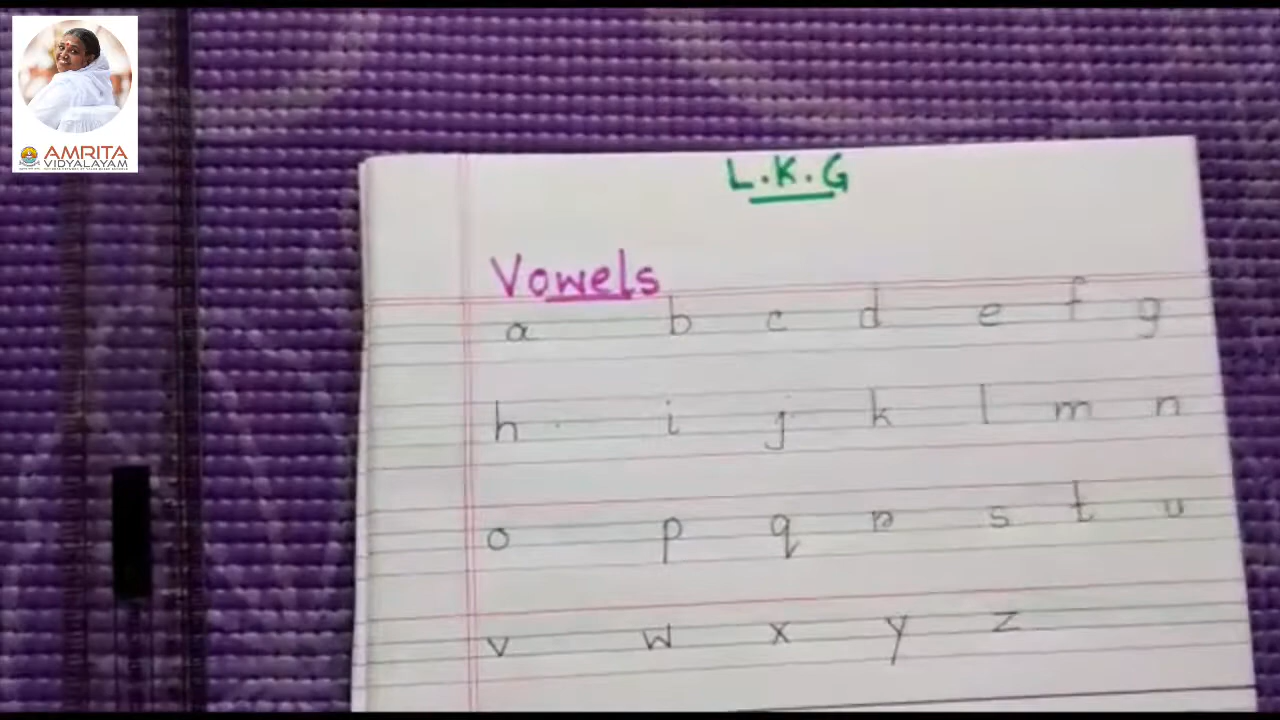 AMRITA
VIDYALAYAM
L.K.G
Vowels
a b c d e f g
h i j k l m n
o p q r s t u
v w x y z